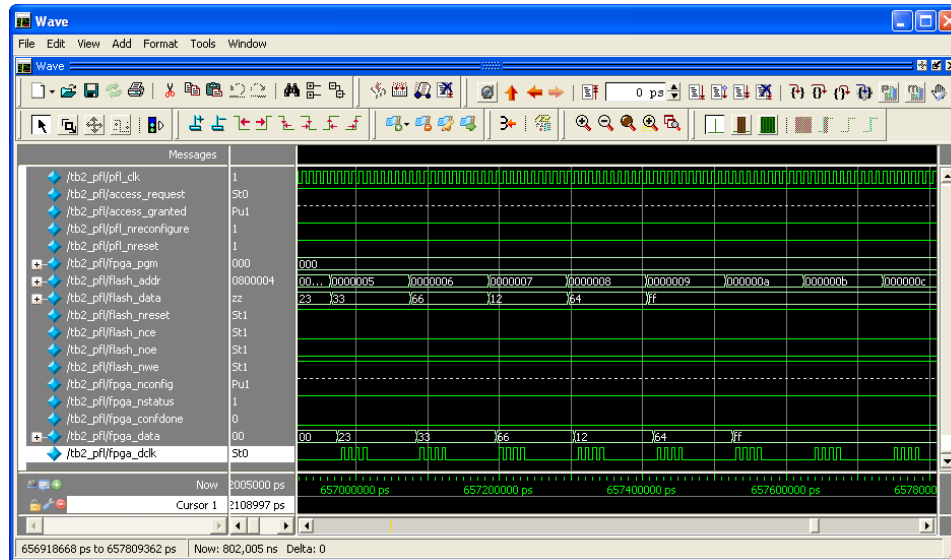 Wave
File Edit View Add Format Tools Window
Wave
0 ps
Messages
/tb2_pfl/pfl_clk 1
/tb2_pfl/access_request St0
/tb2_pfl/access_granted Pu1
/tb2_pfl/pfl_nreconfigure 1
/tb2_pfl/pfl_nreset 1
/tb2_pfl/fpga_pgm 000 000
/tb2_pfl/flash_addr 0800004 00... 0000005 0000006 0000007 0000008 0000009 000000a 000000b 000000c
/tb2_pfl/flash_data zz 23 33 66 12 64 ff
/tb2_pfl/flash_nreset St1
/tb2_pfl/flash_nce St1
/tb2_pfl/flash_noe St1
/tb2_pfl/flash_nwe St1
/tb2_pfl/fpga_nconfig Pu1
/tb2_pfl/fpga_nstatus 1
/tb2_pfl/fpga_confdone 0
/tb2_pfl/fpga_data 00 00 23 33 66 12 64 ff
/tb2_pfl/fpga_dclk St0
Now 2005000 ps 657000000 ps 657200000 ps 657400000 ps 657600000 ps 6578000
Cursor 1 2108997 ps
656918668 ps to 657809362 ps Now: 802,005 ns Delta: 0